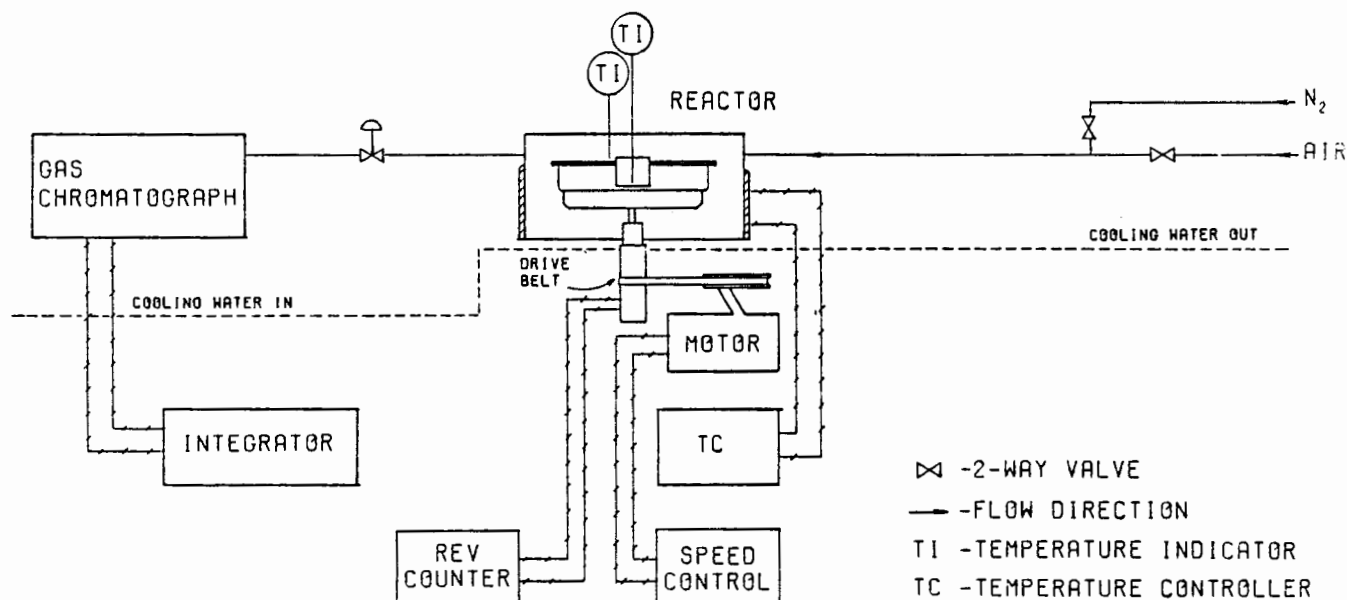 TI
TI
REACTOR
N2
AIR
GAS
CHROMATOGRAPH
COOLING WATER OUT
DRIVE
BELT
COOLING WATER IN
MOTOR
INTEGRATOR
TC
REV
COUNTER
SPEED
CONTROL
-2-WAY VALVE
-FLOW DIRECTION
TI -TEMPERATURE INDICATOR
TC -TEMPERATURE CONTROLLER